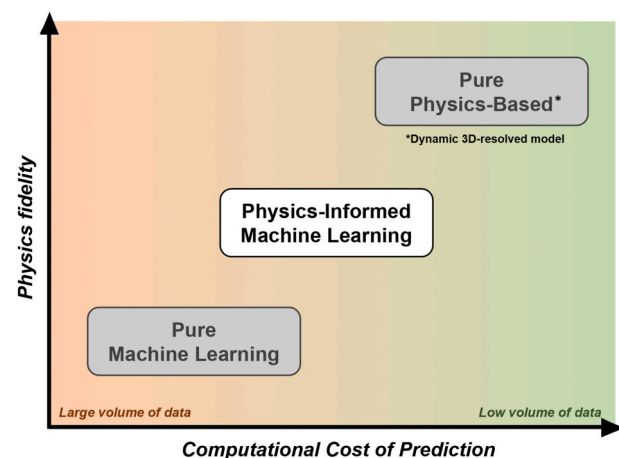 Pure
Physics-Based*
*Dynamic 3D-resolved model
Physics-Informed
Machine Learning
Pure
Machine Learning
Large volume of data
Low volume of data
Physics fidelity
Computational Cost of Prediction